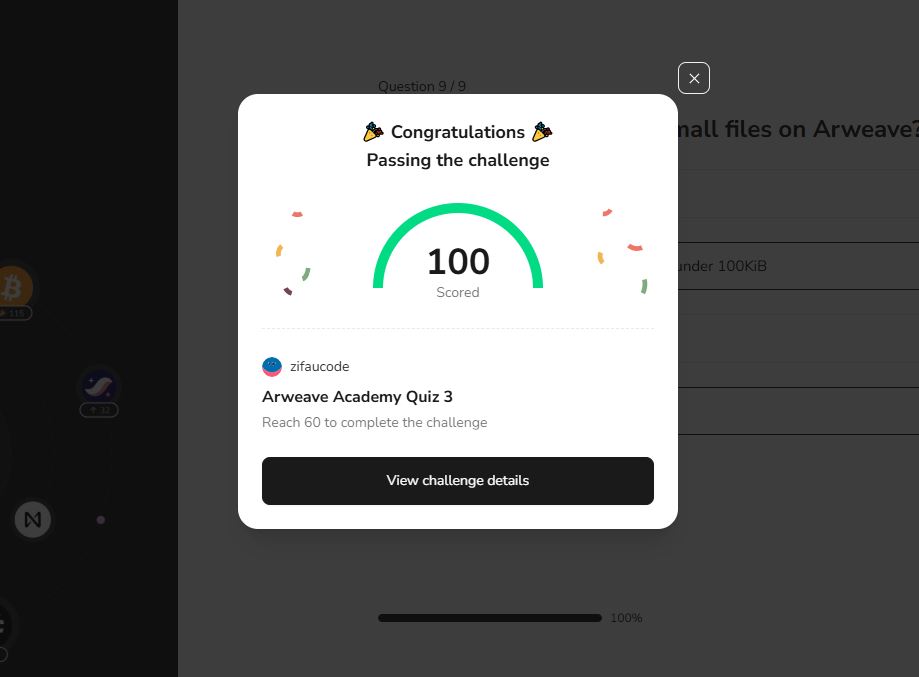 Question 9 / 9
mall files on Arweave?
Congratulations
Passing the challenge
100
Scored
under 100KiB
115
32
zifaucode
Arweave Academy Quiz 3
Reach 60 to complete the challenge
View challenge details
100%